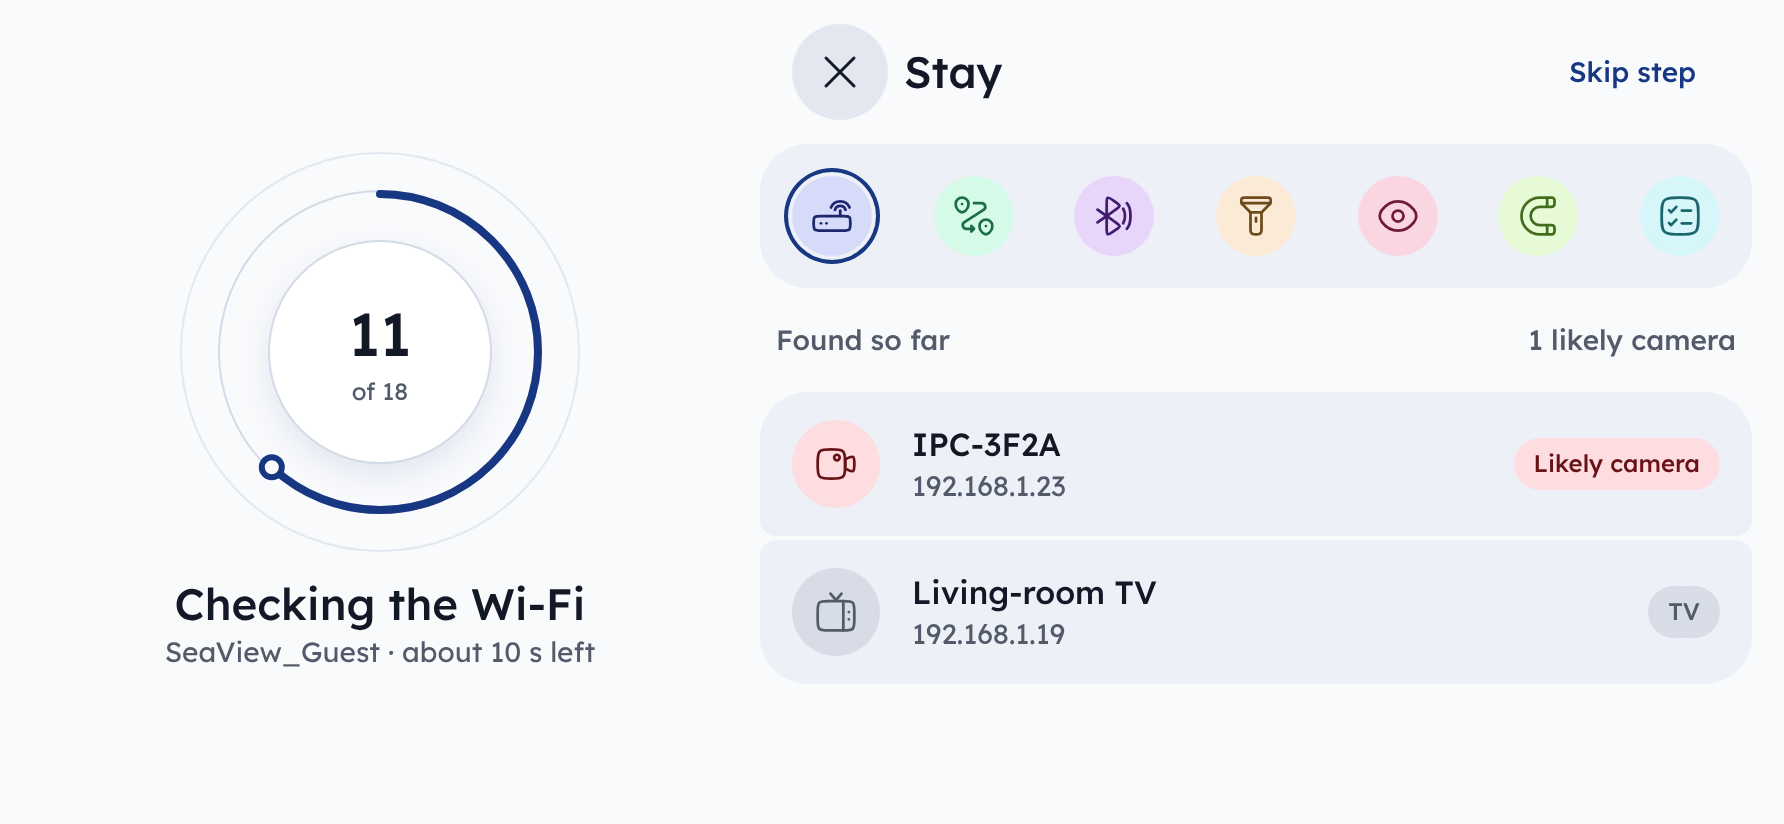 Stay
Skip step
11
of 18
Checking the Wi-Fi
SeaView_Guest · about 10 s left
Found so far
1 likely camera
IPC-3F2A
192.168.1.23
Likely camera
Living-room TV
192.168.1.19
TV